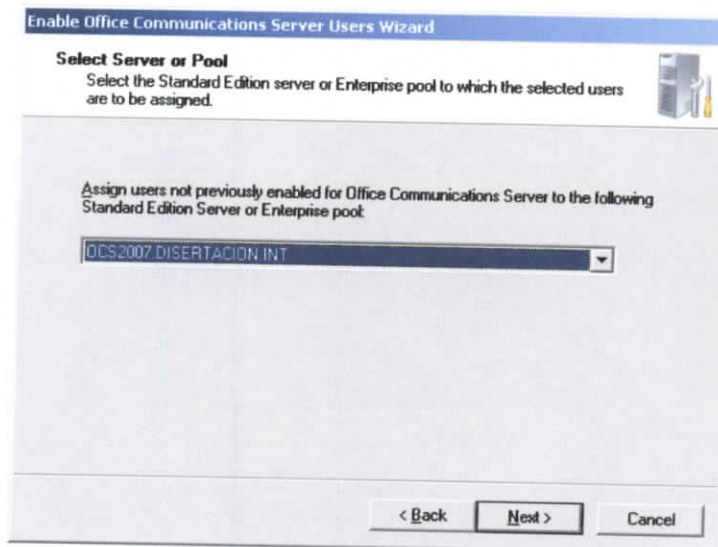 Enable Office Communications Server Users Wizard
Select Server or Pool
Select the Standard Edition server or Enterprise pool to which the selected users
are to be assigned.
Assign users not previously enabled for Office Communications Server to the following
Standard Edition Server or Enterprise pool:
OCS2007.DISERTACION.INT
< Back
Next >
Cancel